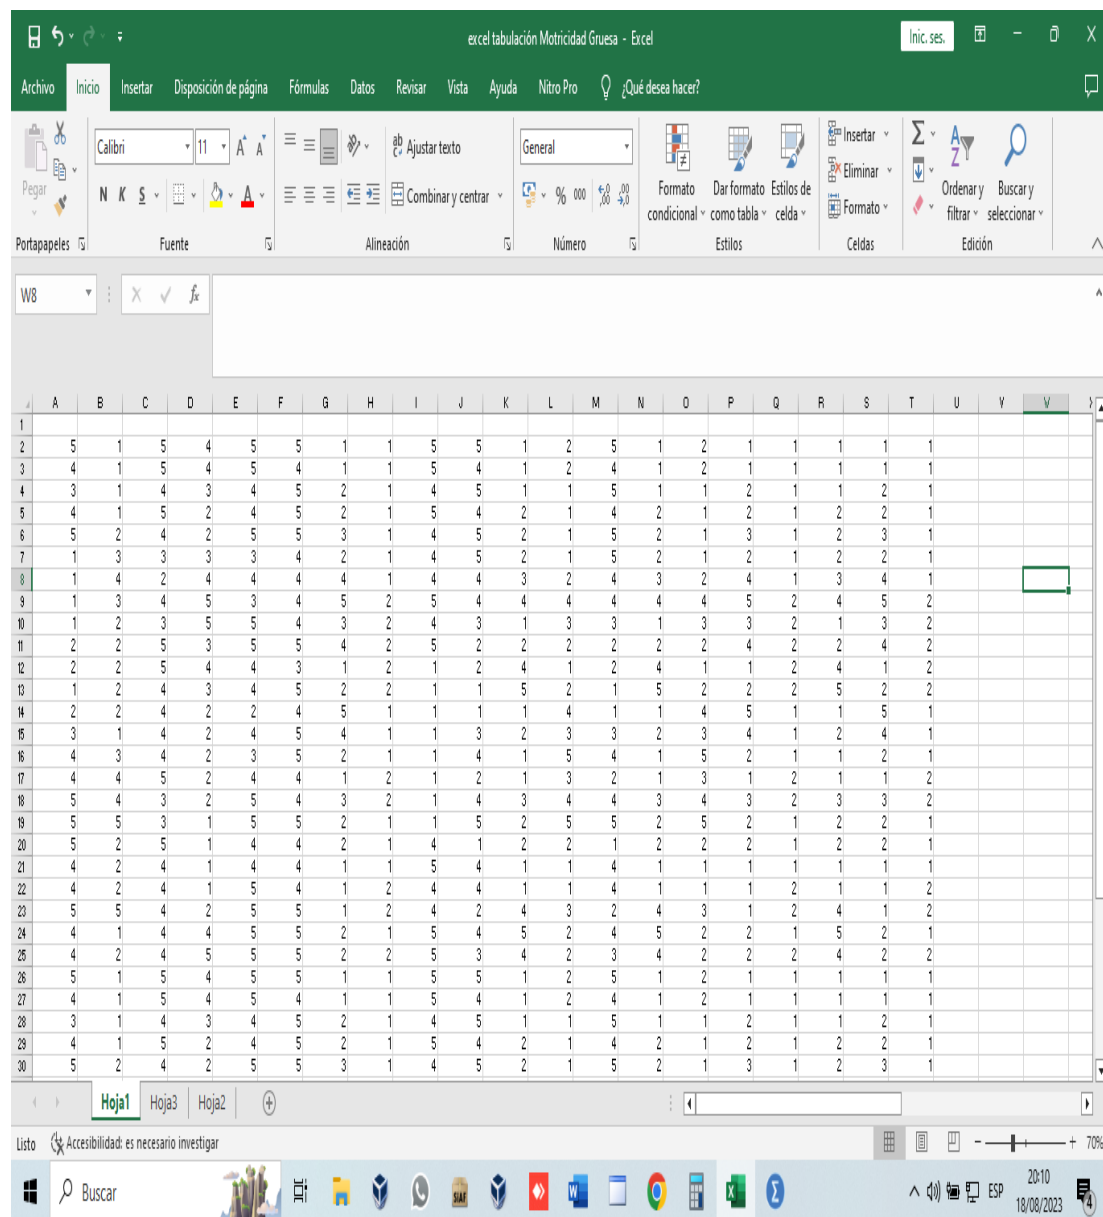 excel tabulación Motricidad Gruesa - Excel
Inic. ses.
Archivo Inicio Insertar Disposición de página Fórmulas Datos Revisar Vista Ayuda Nitro Pro ¿Qué desea hacer?
Pegar
Calibri 11
N K S
Ajustar texto
Combinar y centrar
General
% 000
Formato condicional
Dar formato como tabla
Estilos de celda
Insertar
Eliminar
Formato
Ordenar y filtrar
Buscar y seleccionar
Portapapeles Fuente Alineación Número Estilos Celdas Edición
W8 fx
A B C D E F G H I J K L M N O P Q R S T U V W
1
2 5 1 5 4 5 5 1 1 5 5 1 2 5 1 2 1 1 1 1 1
3 4 1 5 4 5 4 1 1 5 4 1 2 4 1 2 1 1 1 1 1
4 3 1 4 3 4 5 2 1 4 5 1 1 5 1 1 2 1 1 2 1
5 4 1 5 2 4 5 2 1 5 4 2 1 4 2 1 2 1 2 2 1
6 5 2 4 2 5 5 3 1 4 5 2 1 5 2 1 3 1 2 3 1
7 1 3 3 3 3 4 2 1 4 5 2 1 5 2 1 2 1 2 2 1
8 1 4 2 4 4 4 4 1 4 4 3 2 4 3 2 4 1 3 4 1
9 1 3 4 5 3 4 5 2 5 4 4 4 4 4 4 5 2 4 5 2
10 1 2 3 5 5 4 3 2 4 3 1 3 3 1 3 3 2 1 3 2
11 2 2 5 3 5 5 4 2 5 2 2 2 2 2 2 4 2 2 4 2
12 2 2 5 4 4 3 1 2 1 2 4 1 2 4 1 1 2 4 1 2
13 1 2 4 3 4 5 2 2 1 1 5 2 1 5 2 2 2 5 2 2
14 2 2 4 2 2 4 5 1 1 1 1 4 1 1 4 5 1 1 5 1
15 3 1 4 2 4 5 4 1 1 3 2 3 3 2 3 4 1 2 4 1
16 4 3 4 2 3 5 2 1 1 4 1 5 4 1 5 2 1 1 2 1
17 4 4 5 2 4 4 1 2 1 2 1 3 2 1 3 1 2 1 1 2
18 5 4 3 2 5 4 3 2 1 4 3 4 4 3 4 3 2 3 3 2
19 5 5 3 1 5 5 2 1 1 5 2 5 5 2 5 2 1 2 2 1
20 5 2 5 1 4 4 2 1 4 1 2 2 1 2 2 2 1 2 2 1
21 4 2 4 1 4 4 1 1 5 4 1 1 4 1 1 1 1 1 1 1
22 4 2 4 1 5 4 1 2 4 4 1 1 4 1 1 1 2 1 1 2
23 5 5 4 2 5 5 1 2 4 2 4 3 2 4 3 1 2 4 1 2
24 4 1 4 4 5 5 2 1 5 4 5 2 4 5 2 2 1 5 2 1
25 4 2 4 5 5 5 2 2 5 3 4 2 3 4 2 2 2 4 2 2
26 5 1 5 4 5 5 1 1 5 5 1 2 5 1 2 1 1 1 1 1
27 4 1 5 4 5 4 1 1 5 4 1 2 4 1 2 1 1 1 1 1
28 3 1 4 3 4 5 2 1 4 5 1 1 5 1 1 2 1 1 2 1
29 4 1 5 2 4 5 2 1 5 4 2 1 4 2 1 2 1 2 2 1
30 5 2 4 2 5 5 3 1 4 5 2 1 5 2 1 3 1 2 3 1
Hoja1 Hoja3 Hoja2
Listo Accesibilidad: es necesario investigar 70%
Buscar
SIAF
ESP
20:10
18/08/2023
4